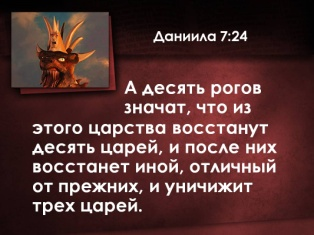 Даниила 7:24
А десять рогов
значат, что из
этого царства восстанут
десять царей, и после них
восстанет иной, отличный
от прежних, и уничижит
трех царей.